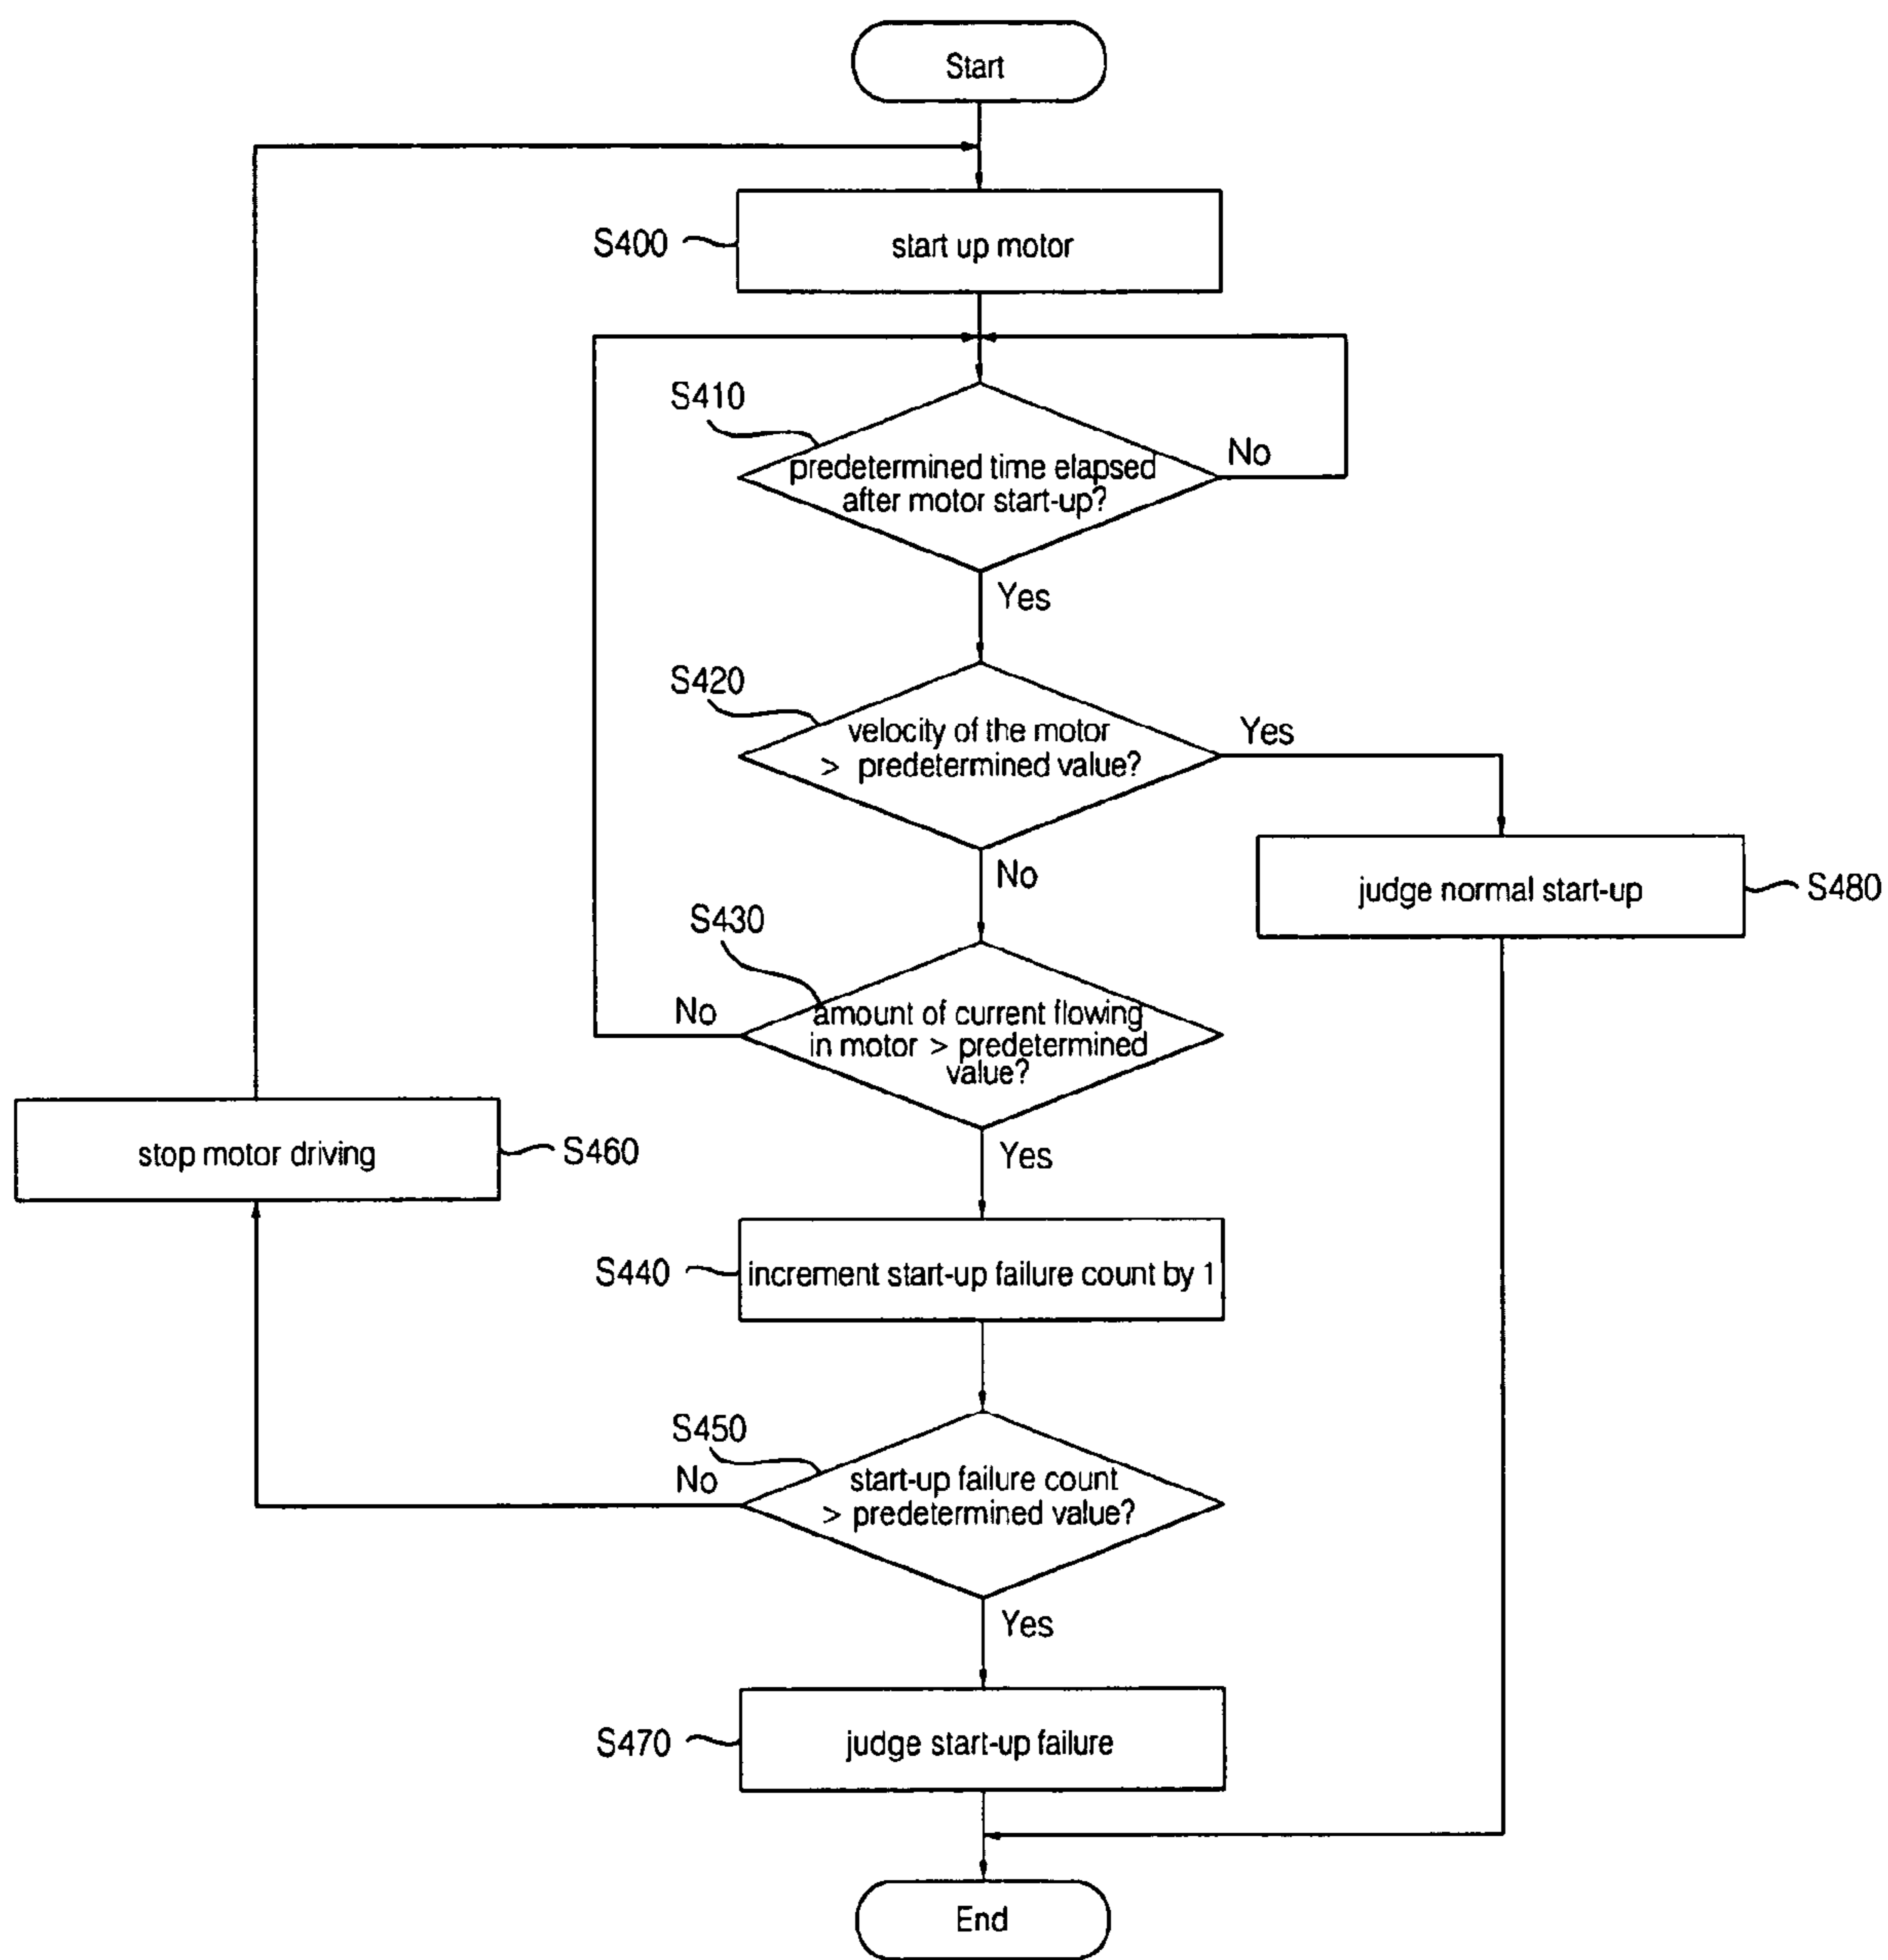 Start
S400
start up motor
S410
predetermined time elapsed
after motor start-up?
No
Yes
S420
velocity of the motor
> predetermined value?
Yes
No
judge normal start-up
S480
S430
No
amount of current flowing
in motor > predetermined
value?
Yes
stop motor driving
S460
S440
increment start-up failure count by 1
S450
No
start-up failure count
> predetermined value?
Yes
S470
judge start-up failure
End